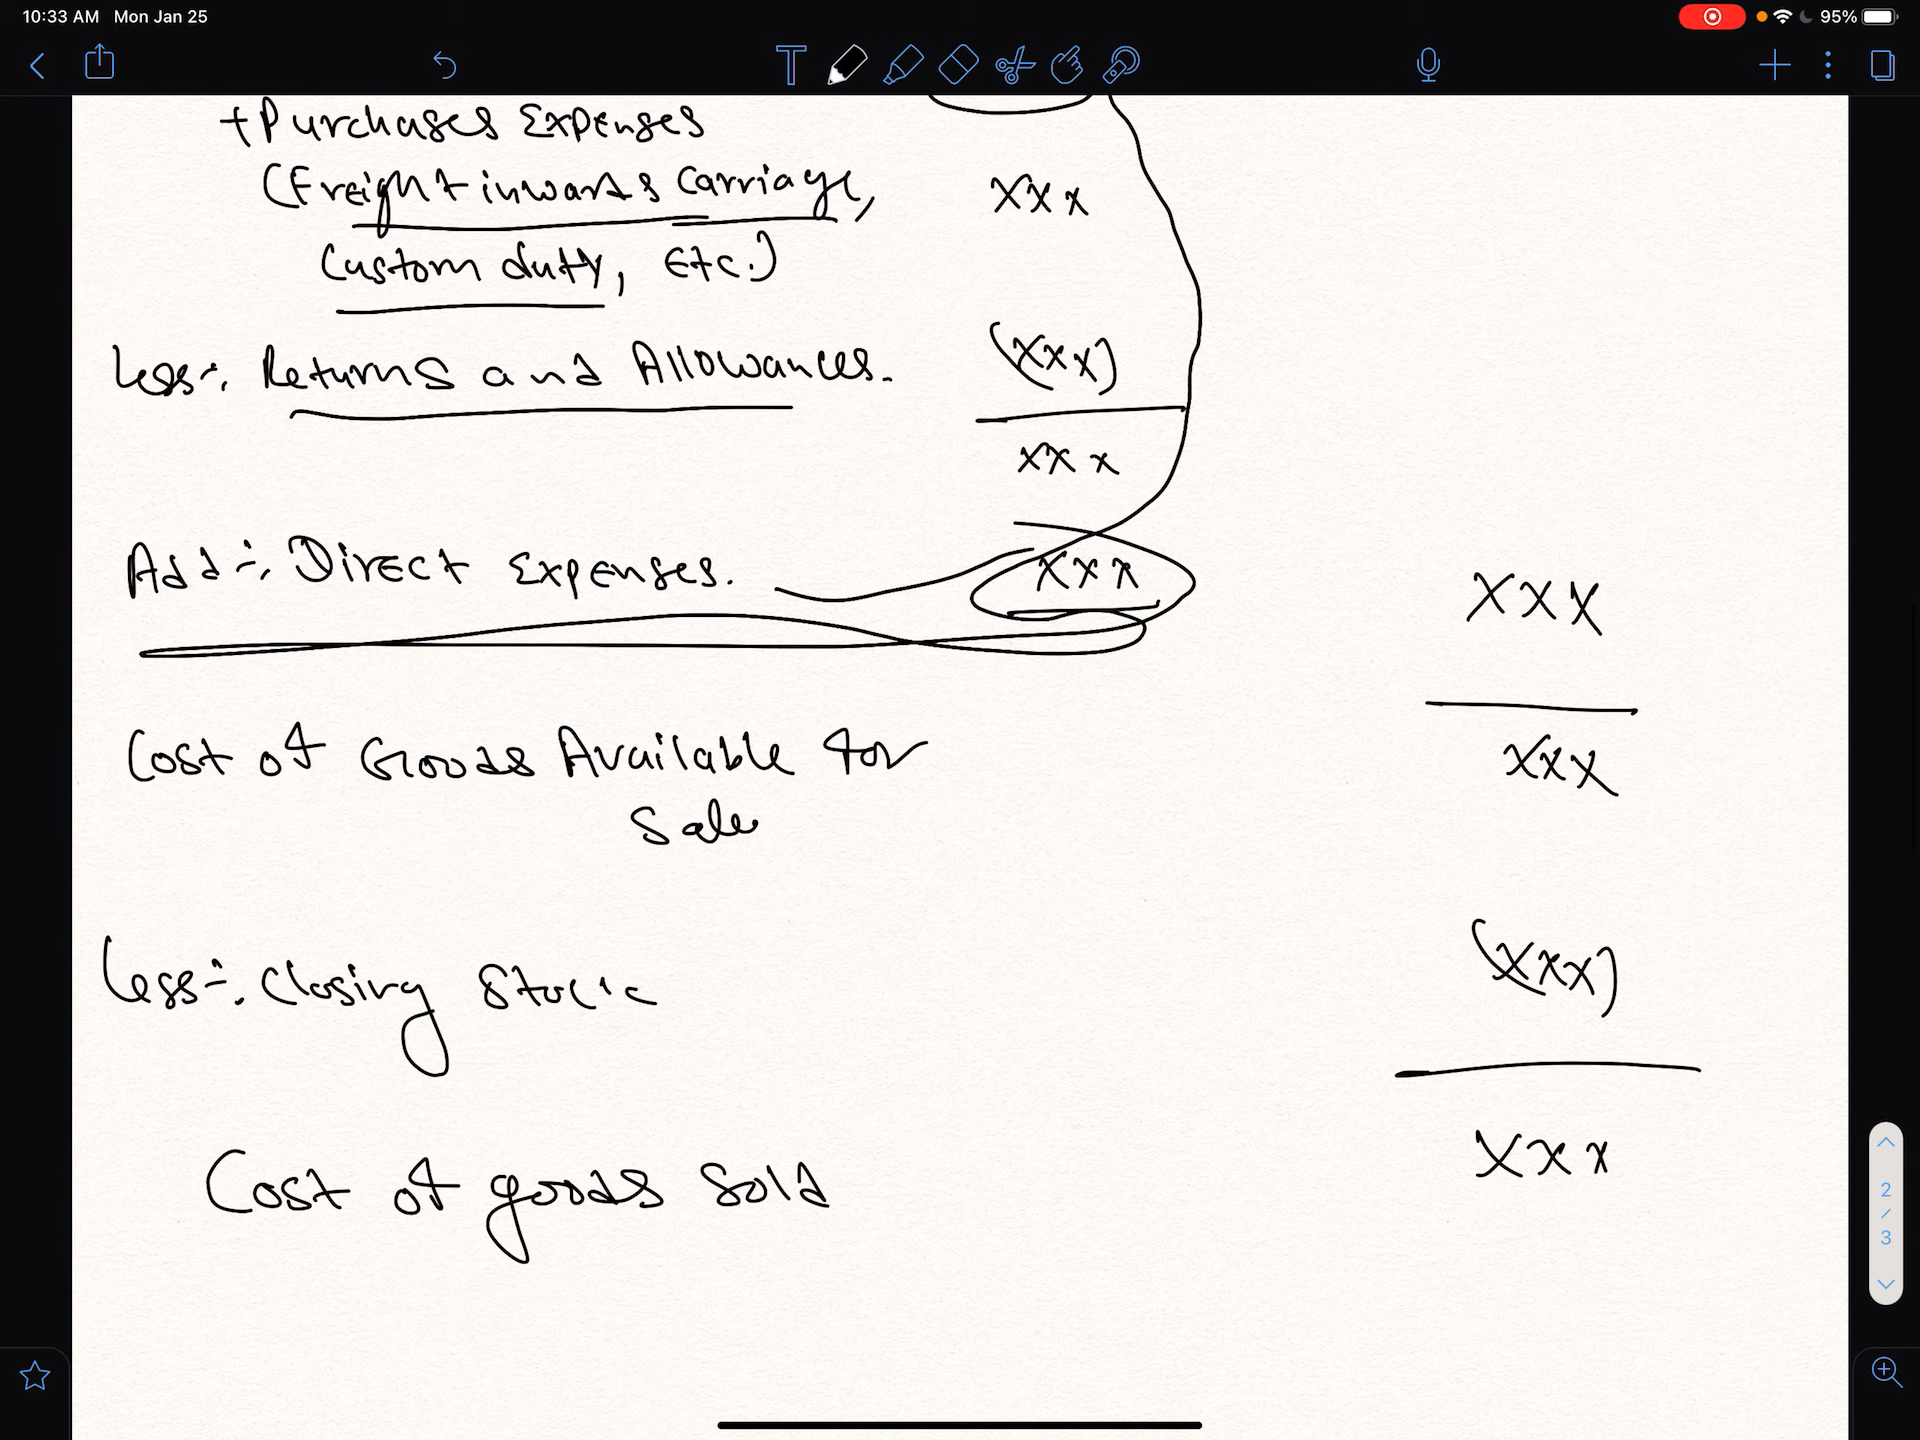 10:33 AM Mon Jan 25
95%
+ Purchases Expenses
(Freight inwards carriage, xxx
Custom duty, Etc.)
Less:- Returns and Allowances. (xxx)
xxx
Add:- Direct Expenses. xxx xxx
Cost of Goods Available for xxx
Sale
Less:- Closing Stock (xxx)
Cost of goods sold xxx
2
/
3